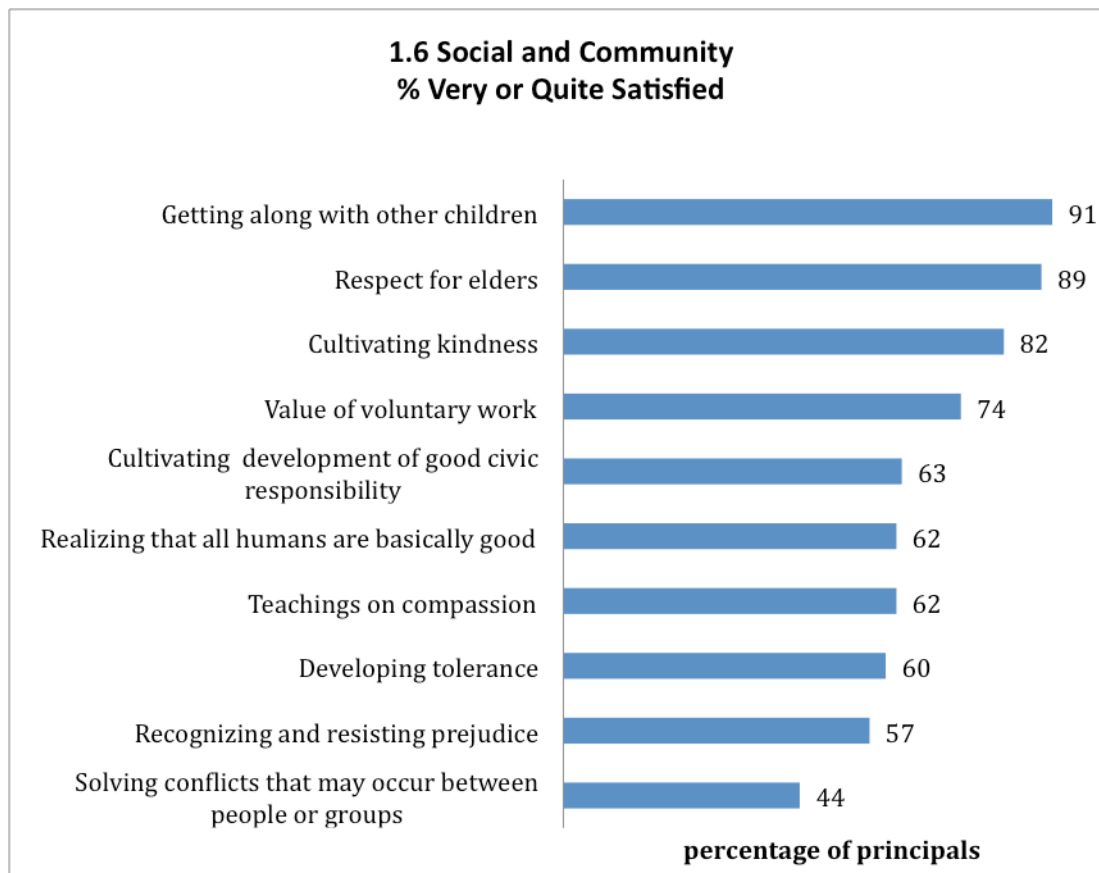 1.6 Social and Community
% Very or Quite Satisfied
Getting along with other children 91
Respect for elders 89
Cultivating kindness 82
Value of voluntary work 74
Cultivating development of good civic
responsibility 63
Realizing that all humans are basically good 62
Teachings on compassion 62
Developing tolerance 60
Recognizing and resisting prejudice 57
Solving conflicts that may occur between
people or groups 44
percentage of principals